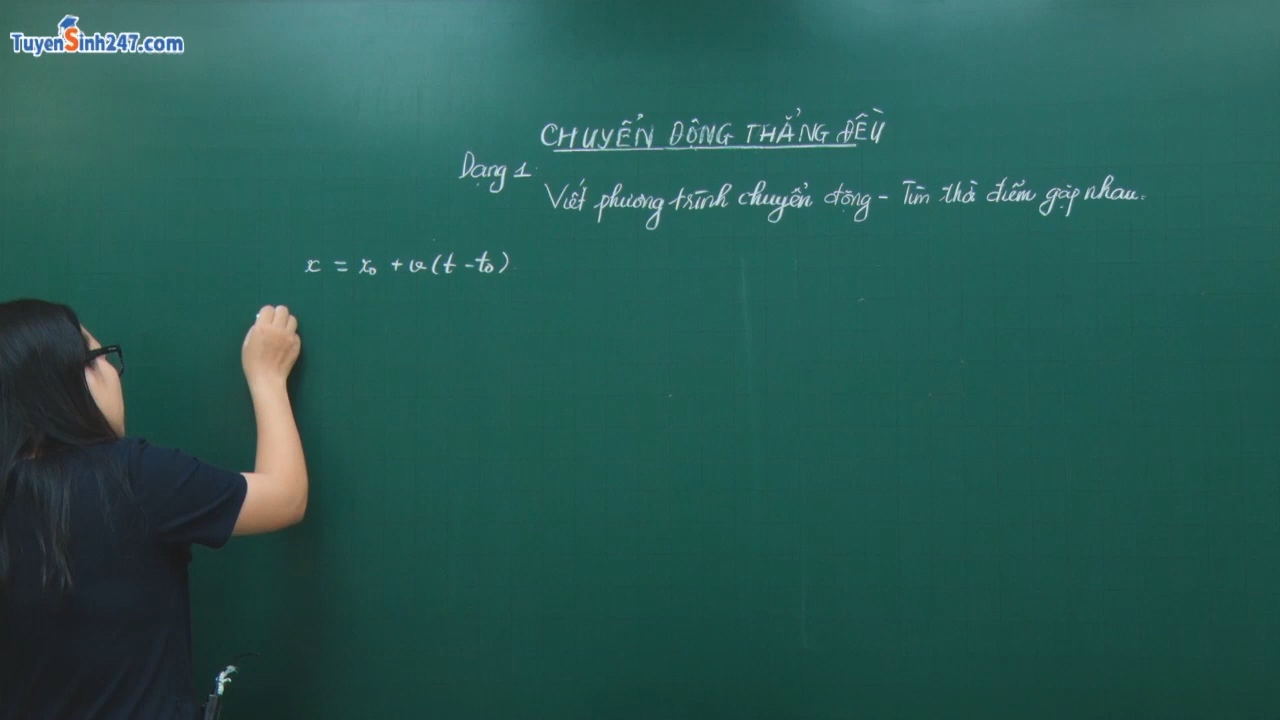 TuyenSinh247.com
CHUYỂN ĐỘNG THẲNG ĐỀU
Dạng 1:
Viết phương trình chuyển động - Tìm thời điểm gặp nhau.
x = x₀ + v(t - t₀)